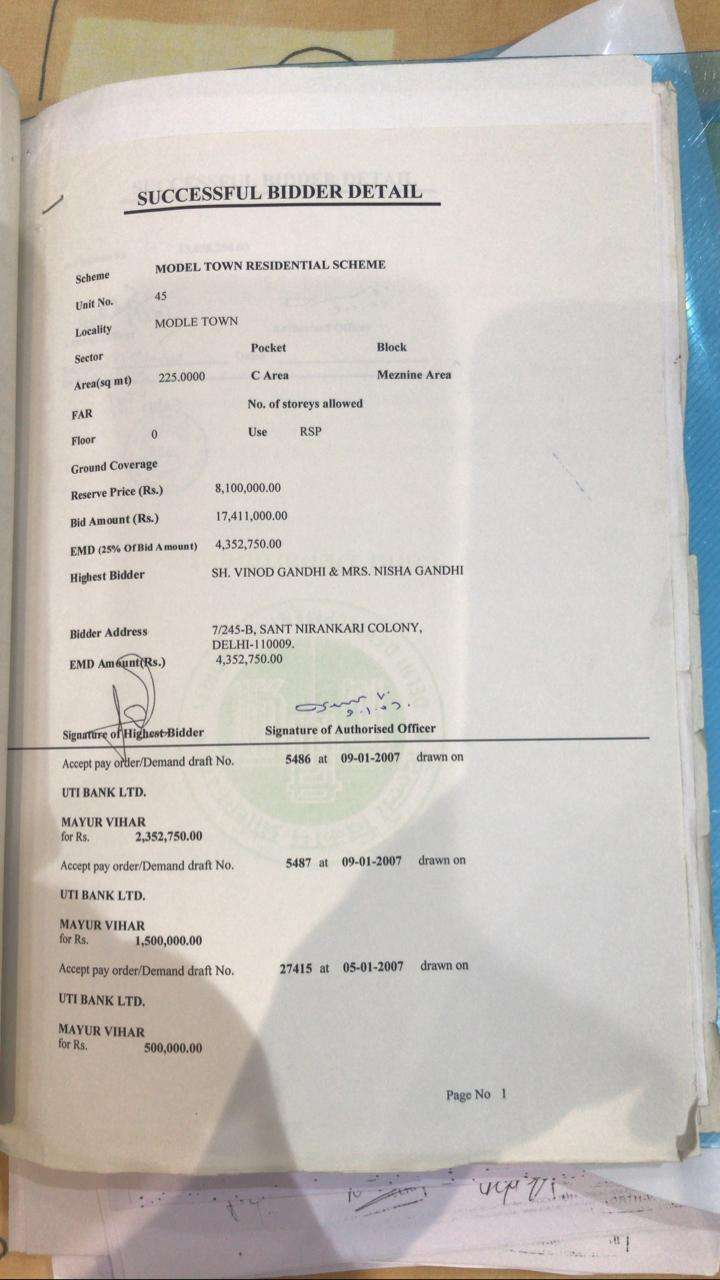 SUCCESSFUL BIDDER DETAIL
Scheme MODEL TOWN RESIDENTIAL SCHEME
Unit No. 45
Locality MODLE TOWN
Sector Pocket Block
Area(sq mt) 225.0000 C Area Meznine Area
FAR No. of storeys allowed
Floor 0 Use RSP
Ground Coverage
Reserve Price (Rs.) 8,100,000.00
Bid Amount (Rs.) 17,411,000.00
EMD (25% Of Bid Amount) 4,352,750.00
Highest Bidder SH. VINOD GANDHI & MRS. NISHA GANDHI
Bidder Address 7/245-B, SANT NIRANKARI COLONY,
DELHI-110009.
EMD Amount(Rs.) 4,352,750.00
Signature of Highest Bidder Signature of Authorised Officer
Accept pay order/Demand draft No. 5486 at 09-01-2007 drawn on
UTI BANK LTD.
MAYUR VIHAR
for Rs. 2,352,750.00
Accept pay order/Demand draft No. 5487 at 09-01-2007 drawn on
UTI BANK LTD.
MAYUR VIHAR
for Rs. 1,500,000.00
Accept pay order/Demand draft No. 27415 at 05-01-2007 drawn on
UTI BANK LTD.
MAYUR VIHAR
for Rs. 500,000.00
Page No 1